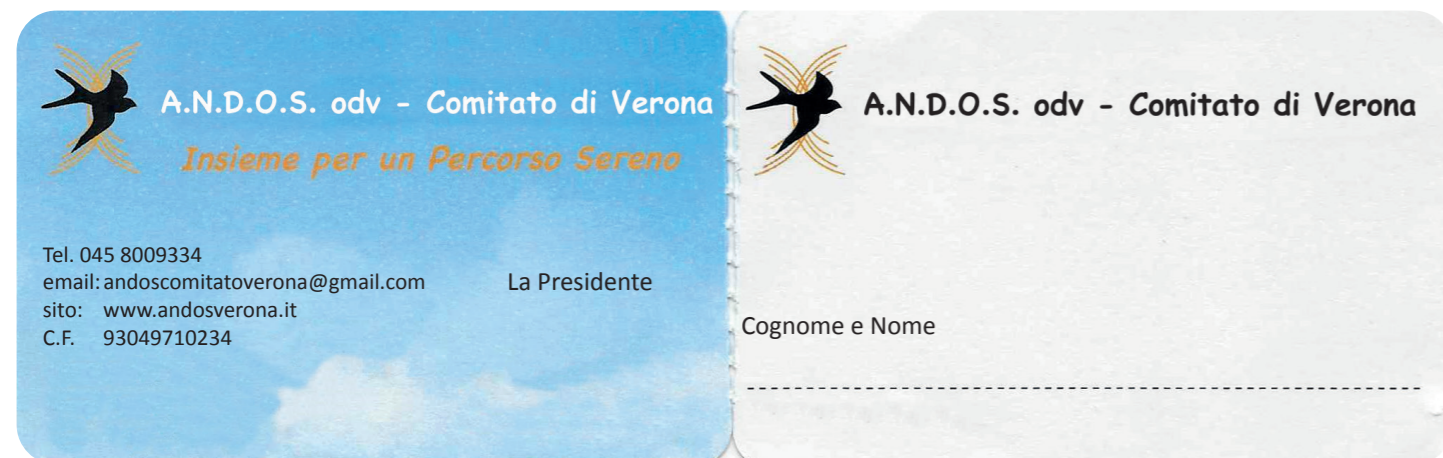 A.N.D.O.S. odv - Comitato di Verona
Insieme per un Percorso Sereno
Tel. 045 8009334
email: andoscomitatoverona@gmail.com
sito: www.andosverona.it
C.F. 93049710234
La Presidente
A.N.D.O.S. odv - Comitato di Verona
Cognome e Nome